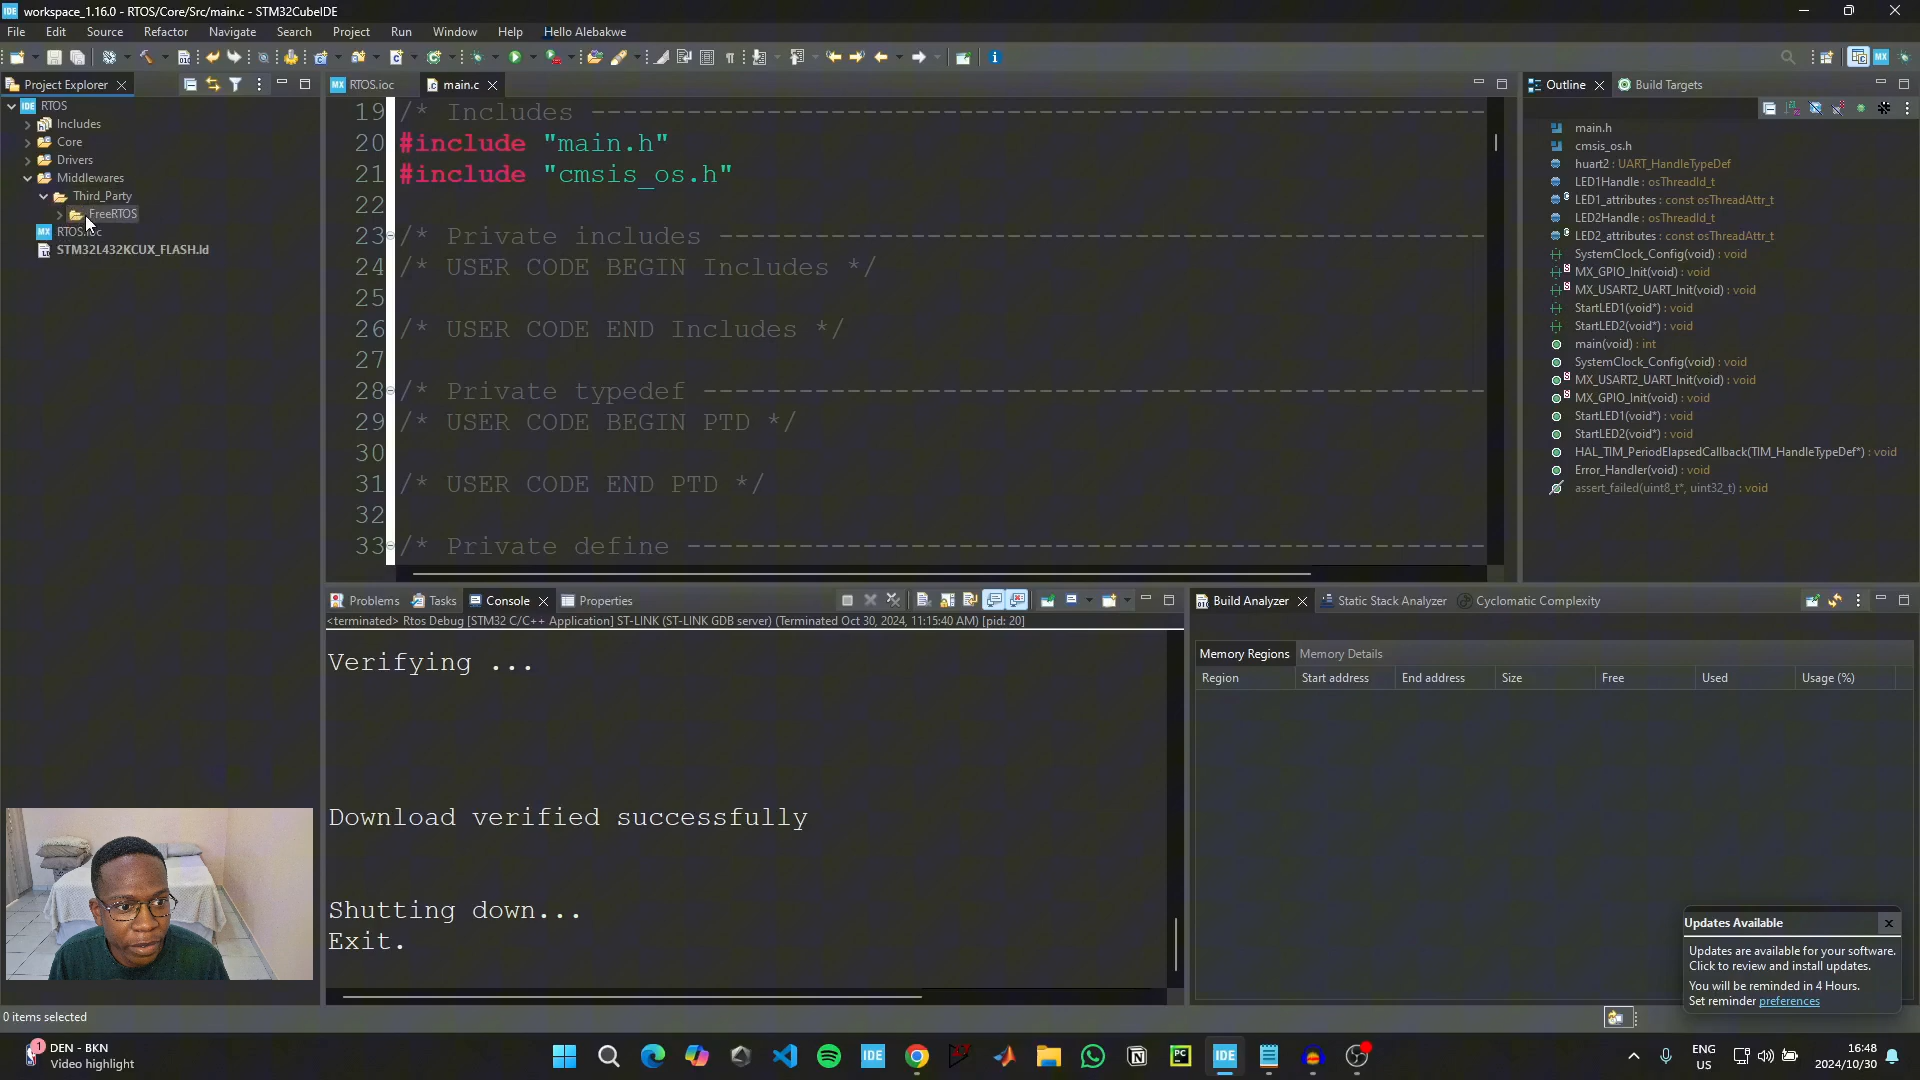 workspace_1.16.0 - RTOS/Core/Src/main.c - STM32CubeIDE
File Edit Source Refactor Navigate Search Project Run Window Help Hello Alebakwe
Project Explorer
RTOS
Includes
Core
Drivers
Middlewares
Third_Party
FreeRTOS
STM32L432KCUX_FLASH.ld
RTOS.ioc
main.c
19 /* Includes ------------------------------------------------------------------
20 #include "main.h"
21 #include "cmsis_os.h"
22
23 /* Private includes ----------------------------------------------------------
24 /* USER CODE BEGIN Includes */
25
26 /* USER CODE END Includes */
27
28 /* Private typedef -----------------------------------------------------------
29 /* USER CODE BEGIN PTD */
30
31 /* USER CODE END PTD */
32
33 /* Private define ------------------------------------------------------------
Outline
Build Targets
main.h
cmsis_os.h
huart2 : UART_HandleTypeDef
LED1Handle : osThreadId_t
LED1_attributes : const osThreadAttr_t
LED2Handle : osThreadId_t
LED2_attributes : const osThreadAttr_t
SystemClock_Config(void) : void
MX_GPIO_Init(void) : void
MX_USART2_UART_Init(void) : void
StartLED1(void*) : void
StartLED2(void*) : void
main(void) : int
SystemClock_Config(void) : void
MX_USART2_UART_Init(void) : void
MX_GPIO_Init(void) : void
StartLED1(void*) : void
StartLED2(void*) : void
HAL_TIM_PeriodElapsedCallback(TIM_HandleTypeDef*) : void
Error_Handler(void) : void
assert_failed(uint8_t*, uint32_t) : void
Problems Tasks Console Properties
<terminated> Rtos Debug [STM32 C/C++ Application] ST-LINK (ST-LINK GDB server) (Terminated Oct 30, 2024, 11:15:40 AM) [pid: 20]
Verifying ...
Download verified successfully
Shutting down...
Exit.
Build Analyzer Static Stack Analyzer Cyclomatic Complexity
Memory Regions Memory Details
Region Start address End address Size Free Used Usage (%)
Updates Available
Updates are available for your software.
Click to review and install updates.
You will be reminded in 4 Hours.
Set reminder preferences
0 items selected
1
DEN - BKN
Video highlight
IDE
PC
IDE
ENG
US
16:48
2024/10/30